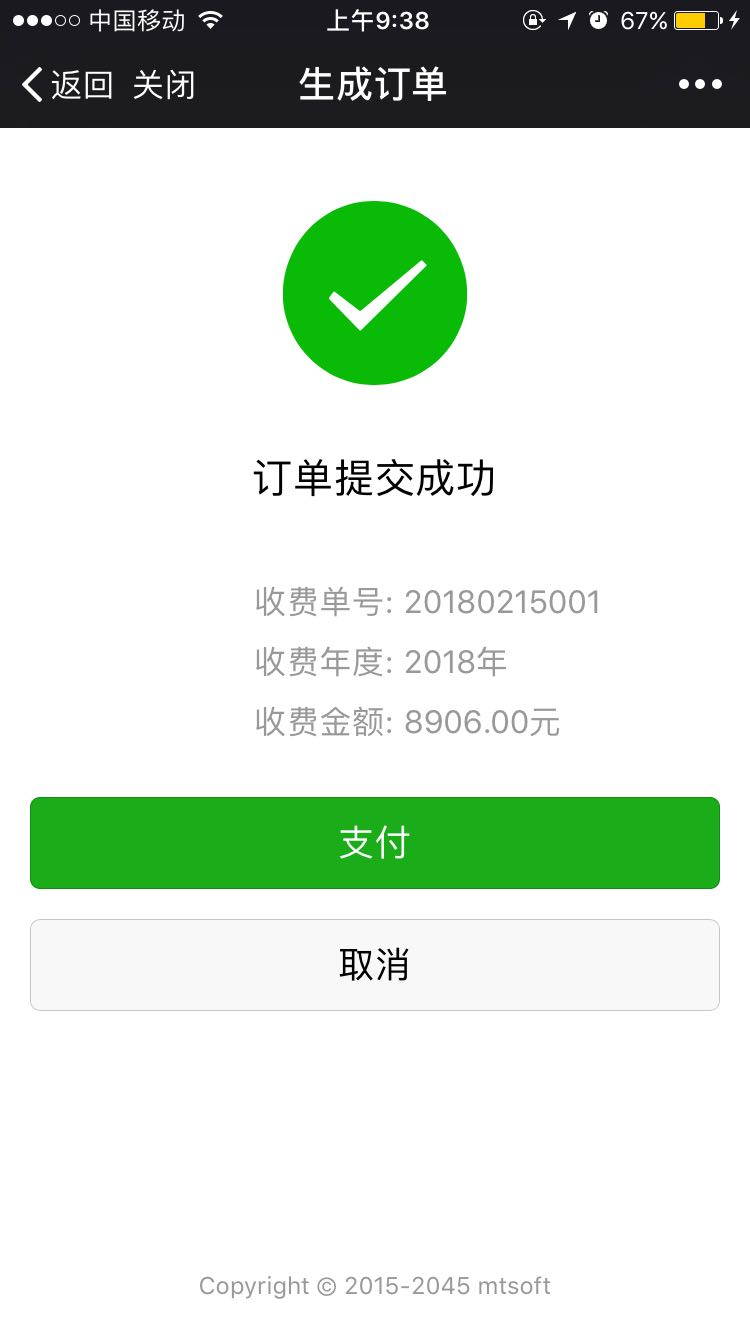 中国移动 上午9:38 67%
返回 关闭 生成订单
订单提交成功
收费单号: 20180215001
收费年度: 2018年
收费金额: 8906.00元
支付
取消
Copyright © 2015-2045 mtsoft